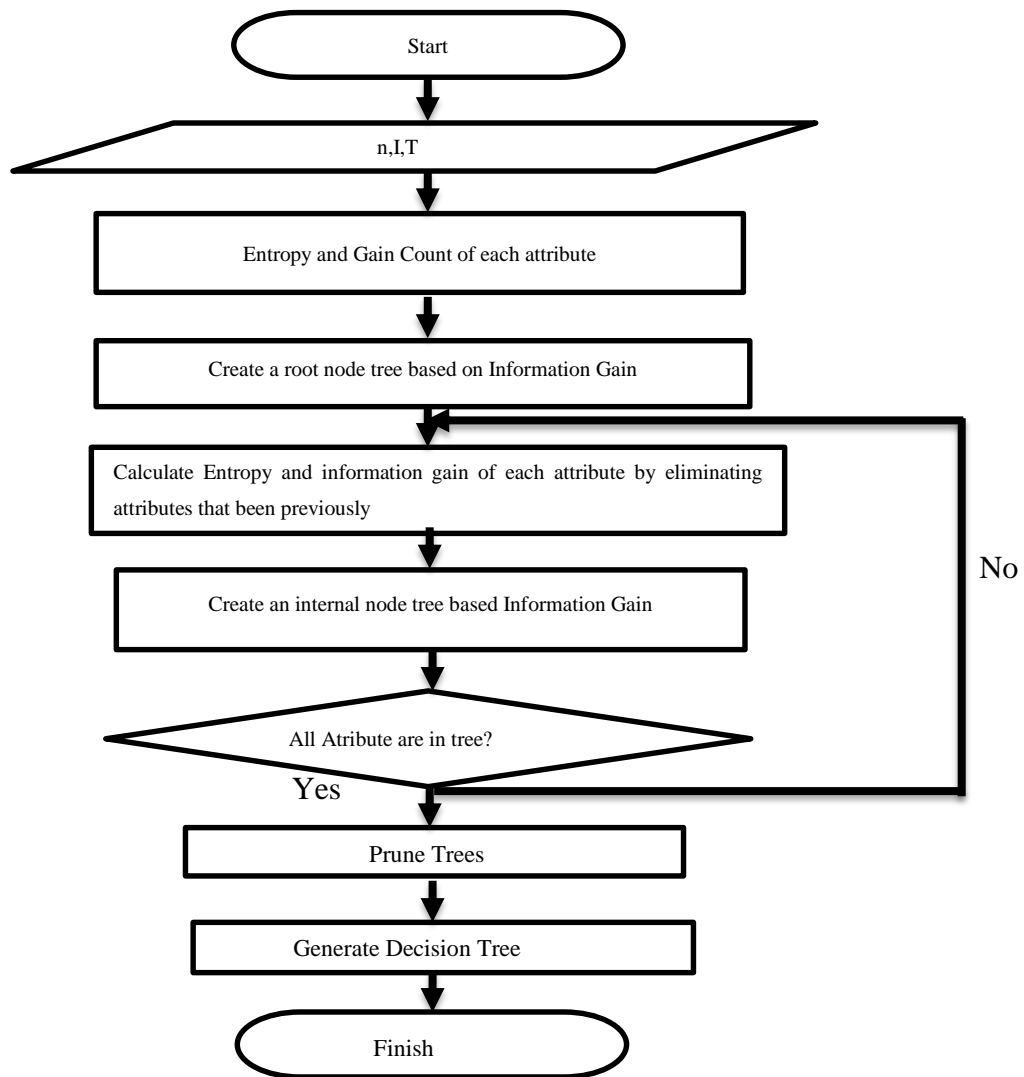 Start
n,I,T
Entropy and Gain Count of each attribute
Create a root node tree based on Information Gain
Calculate Entropy and information gain of each attribute by eliminating
attributes that been previously
No
Create an internal node tree based Information Gain
All Atribute are in tree?
Yes
Prune Trees
Generate Decision Tree
Finish